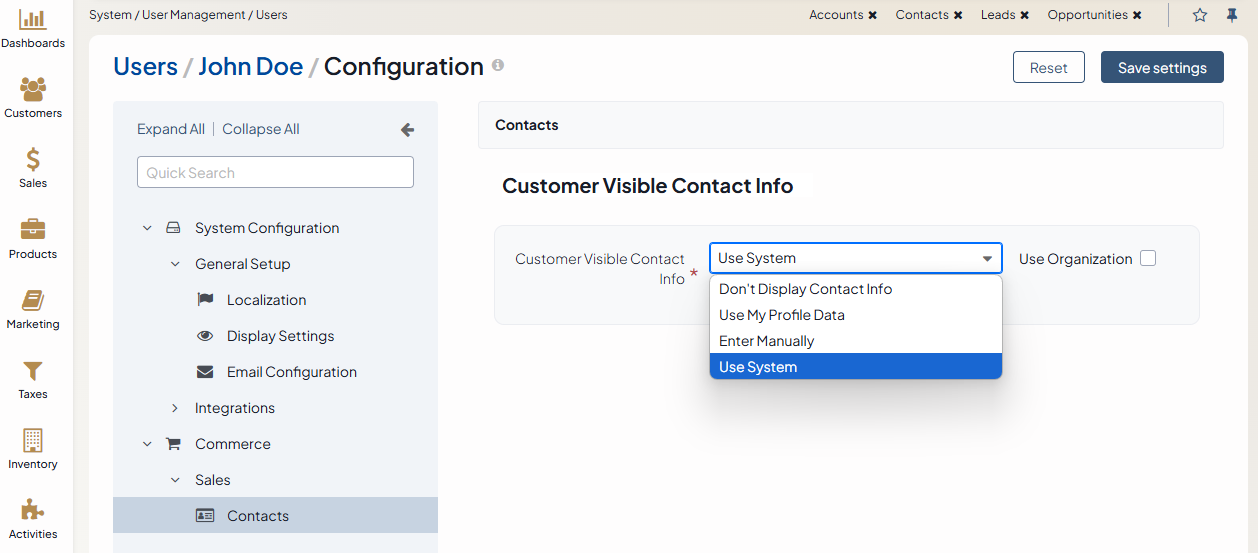 System / User Management / Users
Accounts ✖ Contacts ✖ Leads ✖ Opportunities ✖
Dashboards
Customers
Sales
Products
Marketing
Taxes
Inventory
Activities
Users / John Doe / Configuration
Reset
Save settings
Expand All | Collapse All
Quick Search
System Configuration
General Setup
Localization
Display Settings
Email Configuration
Integrations
Commerce
Sales
Contacts
Contacts
Customer Visible Contact Info
Customer Visible Contact
Info *
Use System
Use Organization
Don't Display Contact Info
Use My Profile Data
Enter Manually
Use System